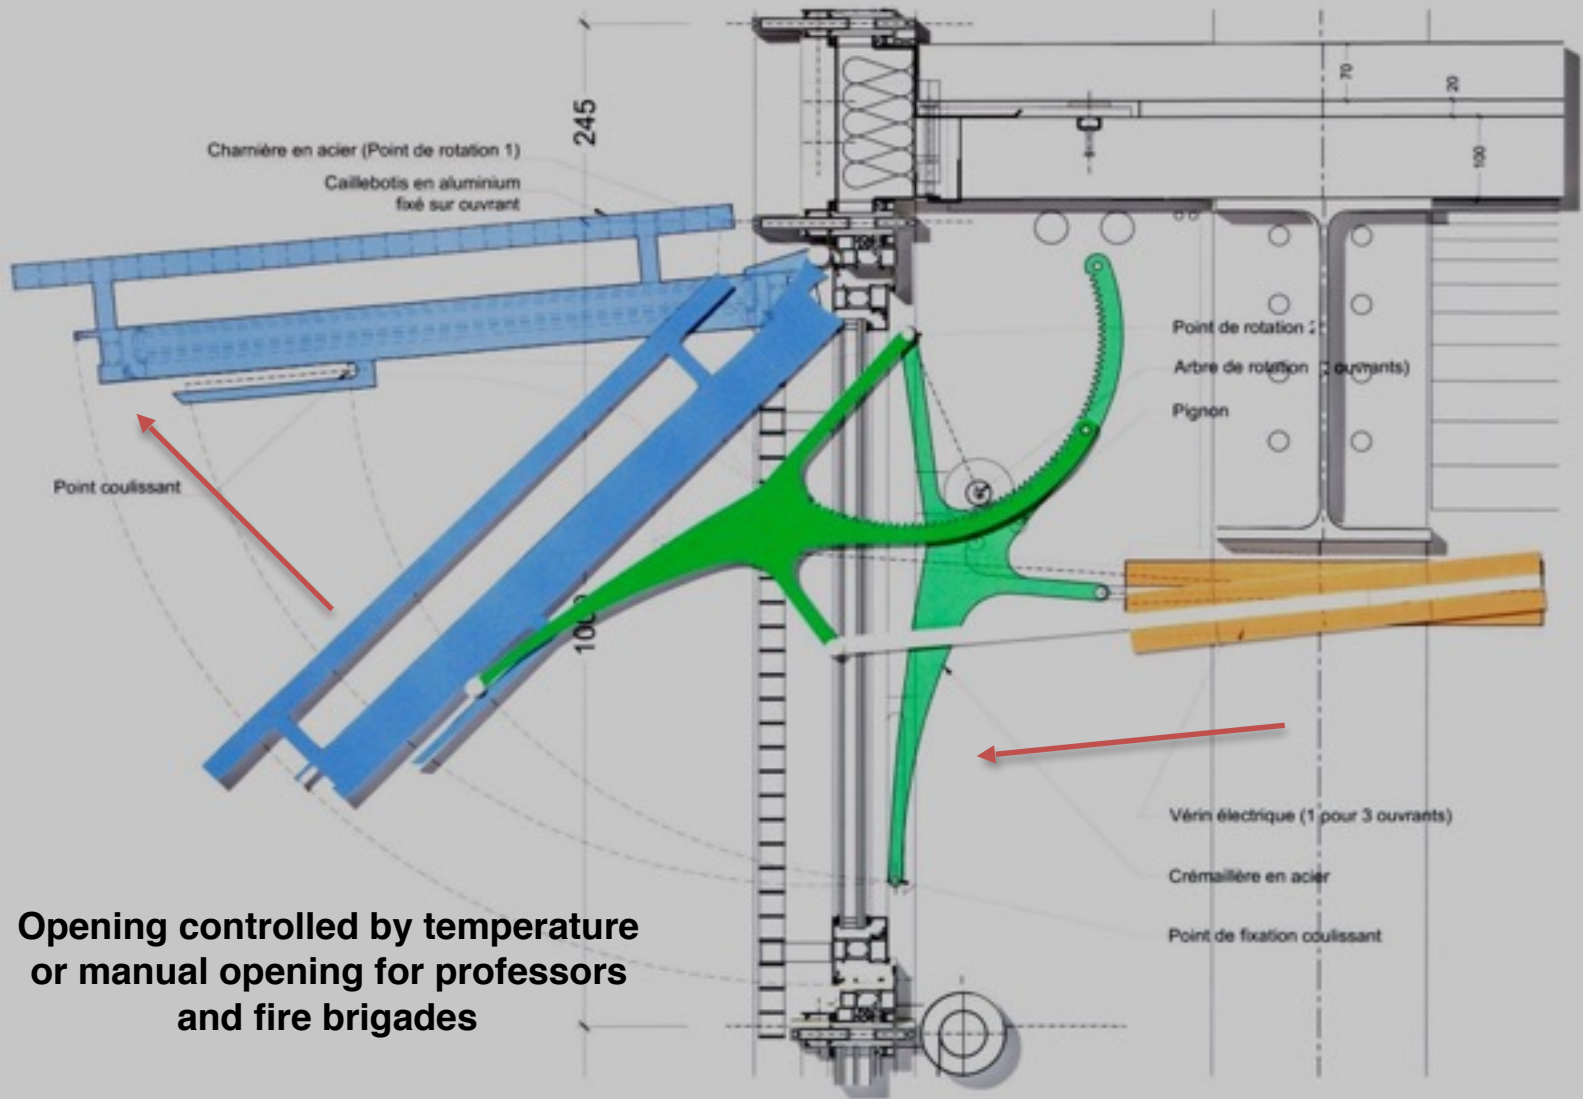 245
70
20
100
Charnière en acier (Point de rotation 1)
Caillebotis en aluminium
fixé sur ouvrant
Point de rotation
Arbre de rotation ouvrants)
Pignon
Point coulissant
Vérin électrique (1 pour 3 ouvrants)
Crémaillère en acier
Point de fixation coulissant
Opening controlled by temperature
or manual opening for professors
and fire brigades